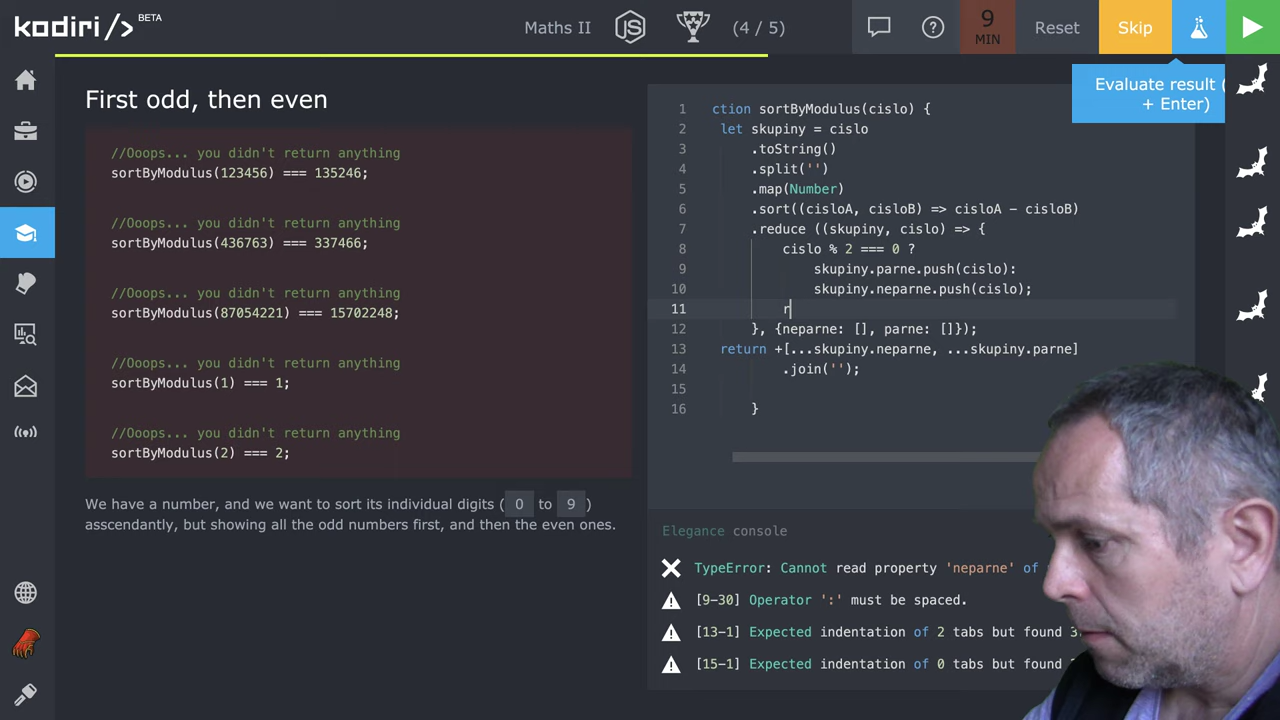 kodiri/> BETA
Maths II
JS
(4 / 5)
9
MIN
Reset
Skip
Evaluate result (
+ Enter)
First odd, then even
//Ooops... you didn't return anything
sortByModulus(123456) === 135246;
//Ooops... you didn't return anything
sortByModulus(436763) === 337466;
//Ooops... you didn't return anything
sortByModulus(87054221) === 15702248;
//Ooops... you didn't return anything
sortByModulus(1) === 1;
//Ooops... you didn't return anything
sortByModulus(2) === 2;
We have a number, and we want to sort its individual digits ( 0 to 9 )
asscendantly, but showing all the odd numbers first, and then the even ones.
1 ction sortByModulus(cislo) {
2 let skupiny = cislo
3 .toString()
4 .split('')
5 .map(Number)
6 .sort((cisloA, cisloB) => cisloA - cisloB)
7 .reduce ((skupiny, cislo) => {
8 cislo % 2 === 0 ?
9 skupiny.parne.push(cislo):
10 skupiny.neparne.push(cislo);
11 r
12 }, {neparne: [], parne: []});
13 return +[...skupiny.neparne, ...skupiny.parne]
14 .join('');
15
16 }
Elegance console
TypeError: Cannot read property 'neparne' of
[9-30] Operator ':' must be spaced.
[13-1] Expected indentation of 2 tabs but found 3
[15-1] Expected indentation of 0 tabs but found